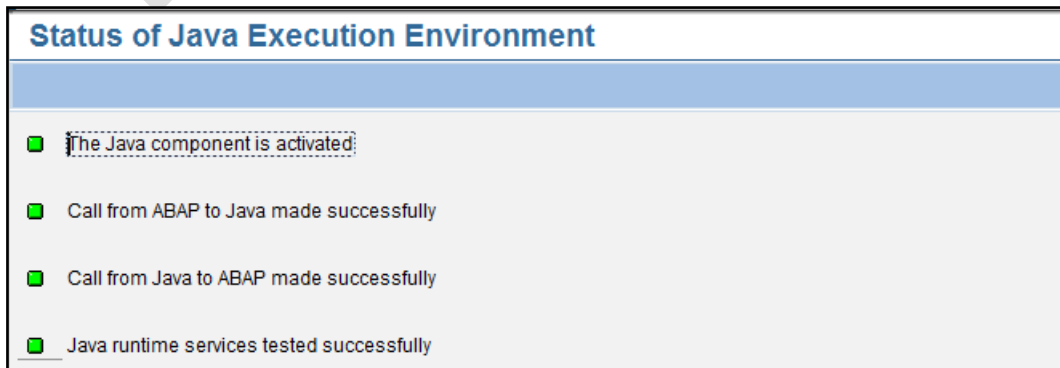 Status of Java Execution Environment
The Java component is activated
Call from ABAP to Java made successfully
Call from Java to ABAP made successfully
Java runtime services tested successfully